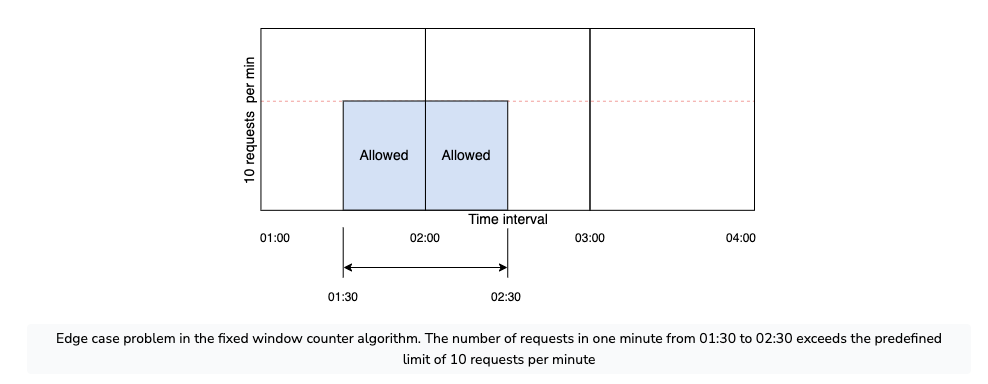 10 requests per min
Allowed
Allowed
Time interval
01:00
02:00
03:00
04:00
01:30
02:30
Edge case problem in the fixed window counter algorithm. The number of requests in one minute from 01:30 to 02:30 exceeds the predefined
limit of 10 requests per minute